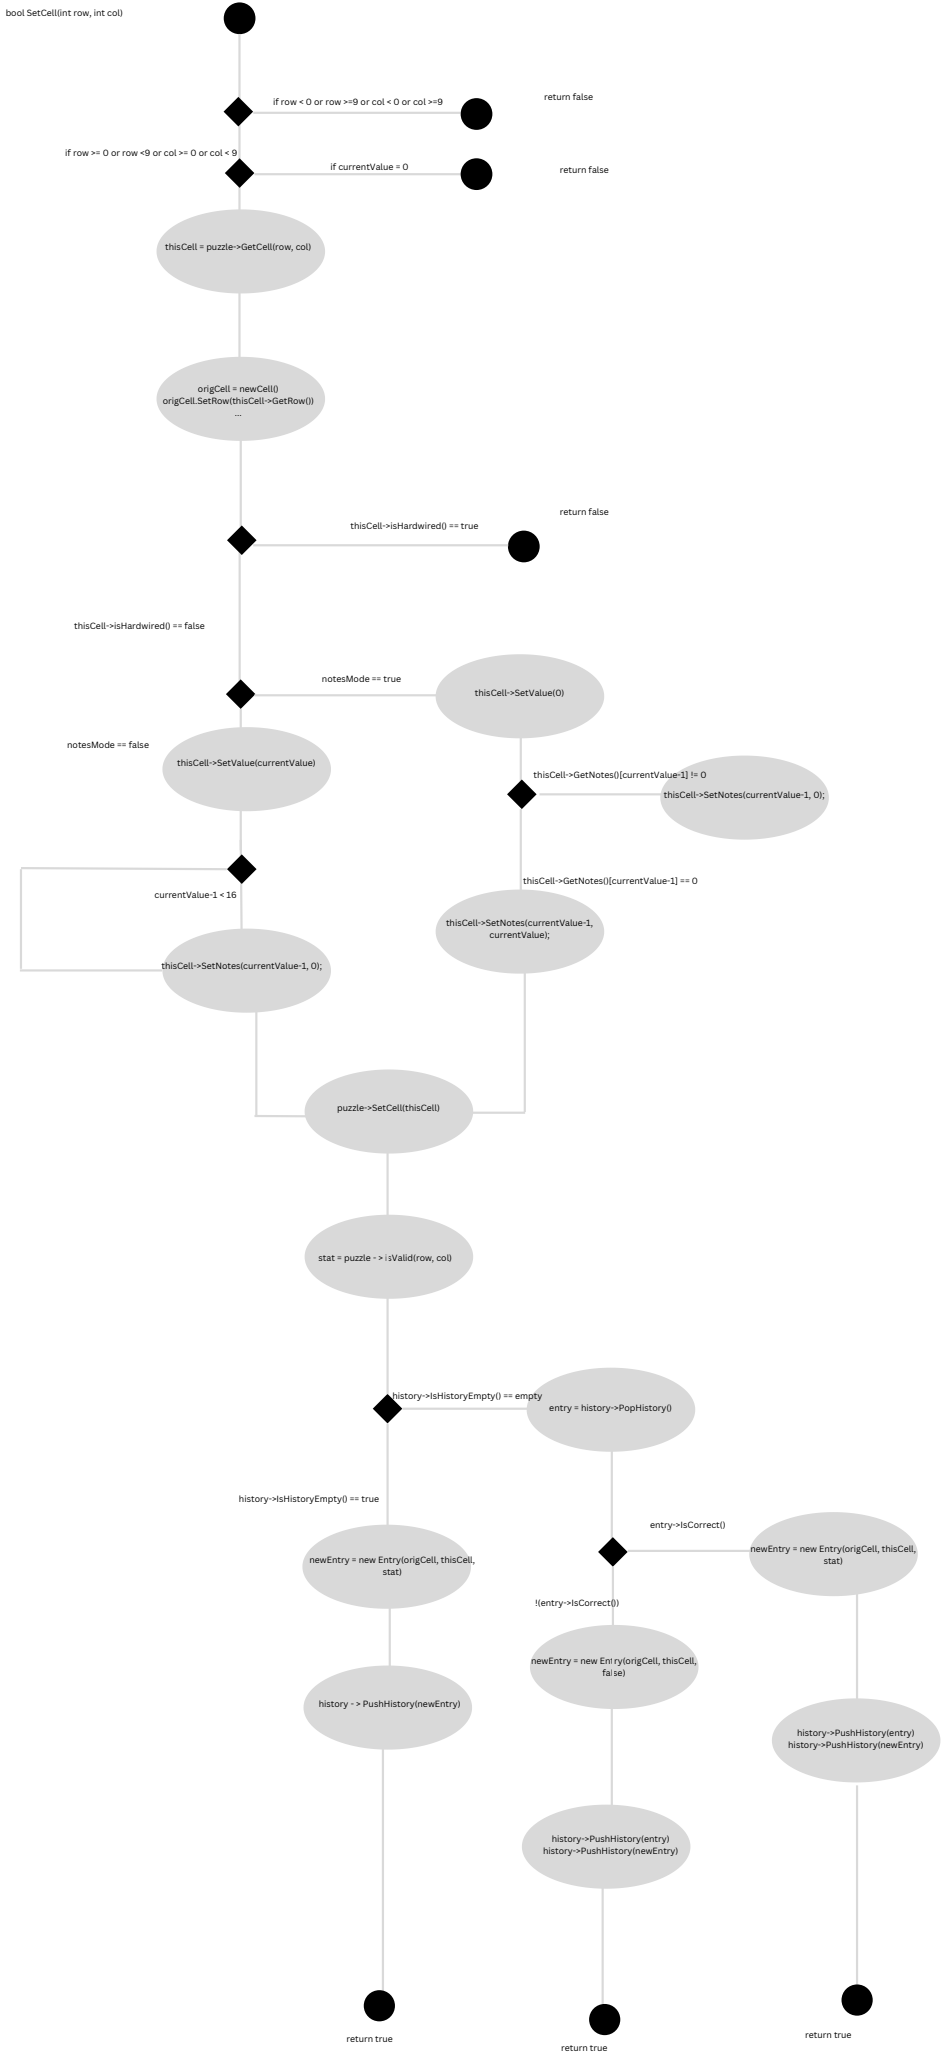 bool SetCell(int row, int col)
if row < 0 or row >=9 or col < 0 or col >=9
return false
if row >= 0 or row <9 or col >= 0 or col < 9
if currentValue = 0
return false
thisCell = puzzle->GetCell(row, col)
origCell = newCell()
origCell.SetRow(thisCell->GetRow())
...
return false
thisCell->isHardwired() == true
thisCell->isHardwired() == false
notesMode == true
thisCell->SetValue(0)
notesMode == false
thisCell->SetValue(currentValue)
thisCell->GetNotes()[currentValue-1] != 0
thisCell->SetNotes(currentValue-1, 0);
thisCell->GetNotes()[currentValue-1] == 0
currentValue-1 < 16
thisCell->SetNotes(currentValue-1,
currentValue);
thisCell->SetNotes(currentValue-1, 0);
puzzle->SetCell(thisCell)
stat = puzzle - > isValid(row, col)
history->IsHistoryEmpty() == empty
entry = history->PopHistory()
history->IsHistoryEmpty() == true
entry->IsCorrect()
newEntry = new Entry(origCell, thisCell,
stat)
newEntry = new Entry(origCell, thisCell,
stat)
!(entry->IsCorrect())
newEntry = new Entry(origCell, thisCell,
false)
history - > PushHistory(newEntry)
history->PushHistory(entry)
history->PushHistory(newEntry)
history->PushHistory(entry)
history->PushHistory(newEntry)
return true
return true
return true